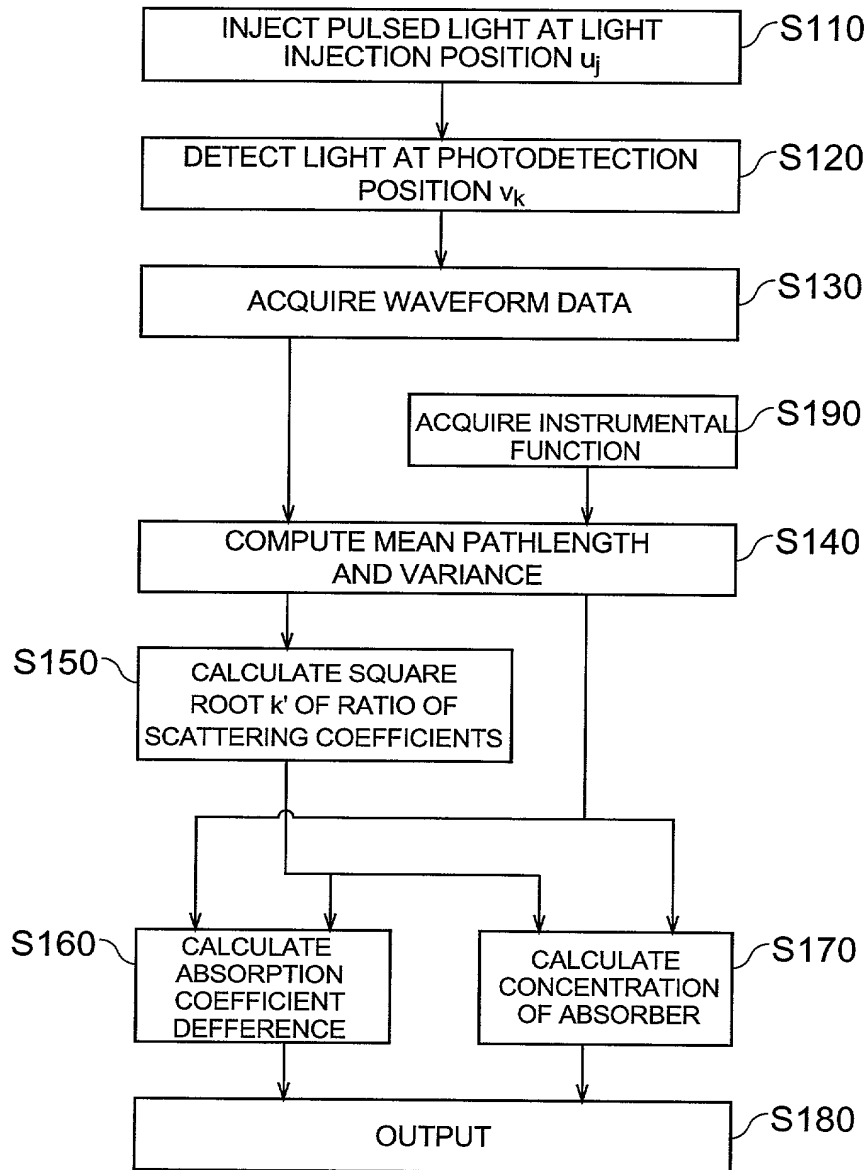 INJECT PULSED LIGHT AT LIGHT
INJECTION POSITION uj
S110
DETECT LIGHT AT PHOTODETECTION
POSITION vk
S120
ACQUIRE WAVEFORM DATA
S130
ACQUIRE INSTRUMENTAL
FUNCTION
S190
COMPUTE MEAN PATHLENGTH
AND VARIANCE
S140
S150
CALCULATE SQUARE
ROOT k' OF RATIO OF
SCATTERING COEFFICIENTS
S160
CALCULATE
ABSORPTION
COEFFICIENT
DEFFERENCE
CALCULATE
CONCENTRATION
OF ABSORBER
S170
OUTPUT
S180